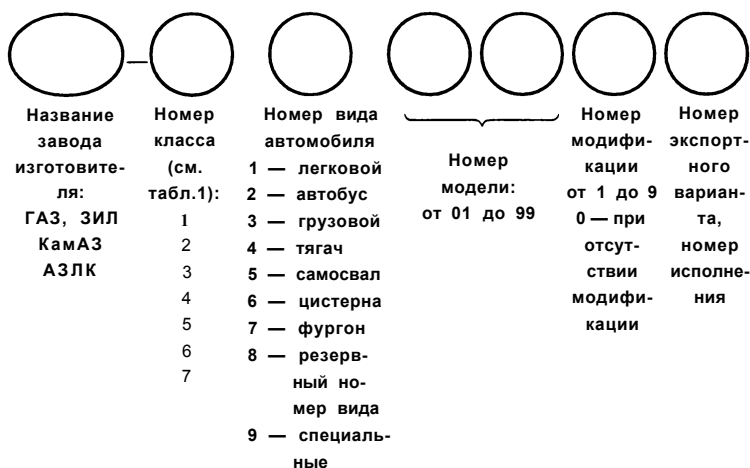 Название
завода
изготовите-
ля:
ГАЗ, ЗИЛ
КамАЗ
АЗЛК
Номер
класса
(см.
табл.1):
1
2
3
4
5
6
7
Номер вида
автомобиля
1 — легковой
2 — автобус
3 — грузовой
4 — тягач
5 — самосвал
6 — цистерна
7 — фургон
8 — резерв-
ный но-
мер вида
9 — специаль-
ные
Номер
модели:
от 01 до 99
Номер
модифи-
кации
от 1 до 9
0 — при
отсут-
ствии
модифи-
кации
Номер
экспорт-
ного
вариан-
та,
номер
исполне-
ния